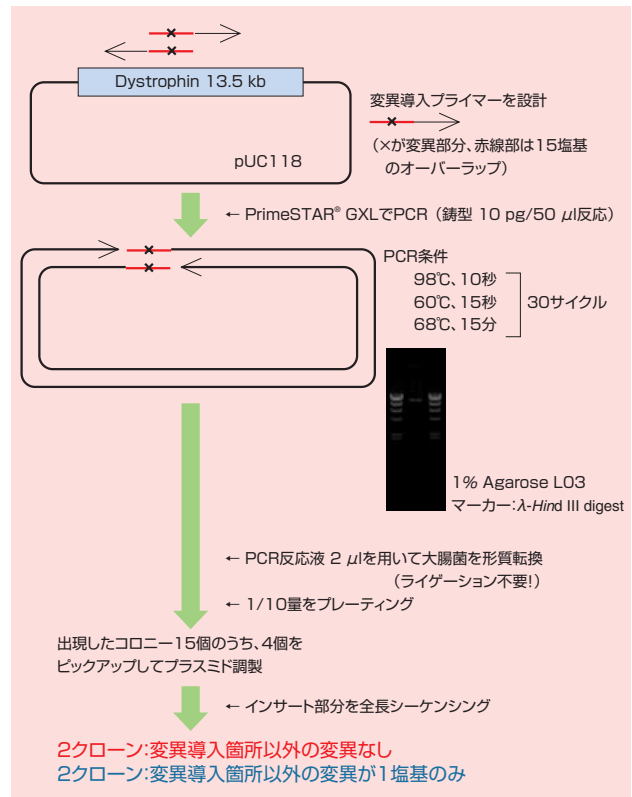 Dystrophin 13.5 kb
pUC118
変異導入プライマーを設計
（×が変異部分、赤線部は15塩基
のオーバーラップ）
← PrimeSTAR® GXLでPCR（鋳型 10 pg/50 μl反応）
PCR条件
98℃、10秒
60℃、15秒
68℃、15分
30サイクル
1% Agarose L03
マーカー：λ-Hind III digest
← PCR反応液 2 μlを用いて大腸菌を形質転換
（ライゲーション不要！）
← 1/10量をプレーティング
出現したコロニー15個のうち、4個を
ピックアップしてプラスミド調製
← インサート部分を全長シーケンシング
2クローン：変異導入箇所以外の変異なし
2クローン：変異導入箇所以外の変異が1塩基のみ